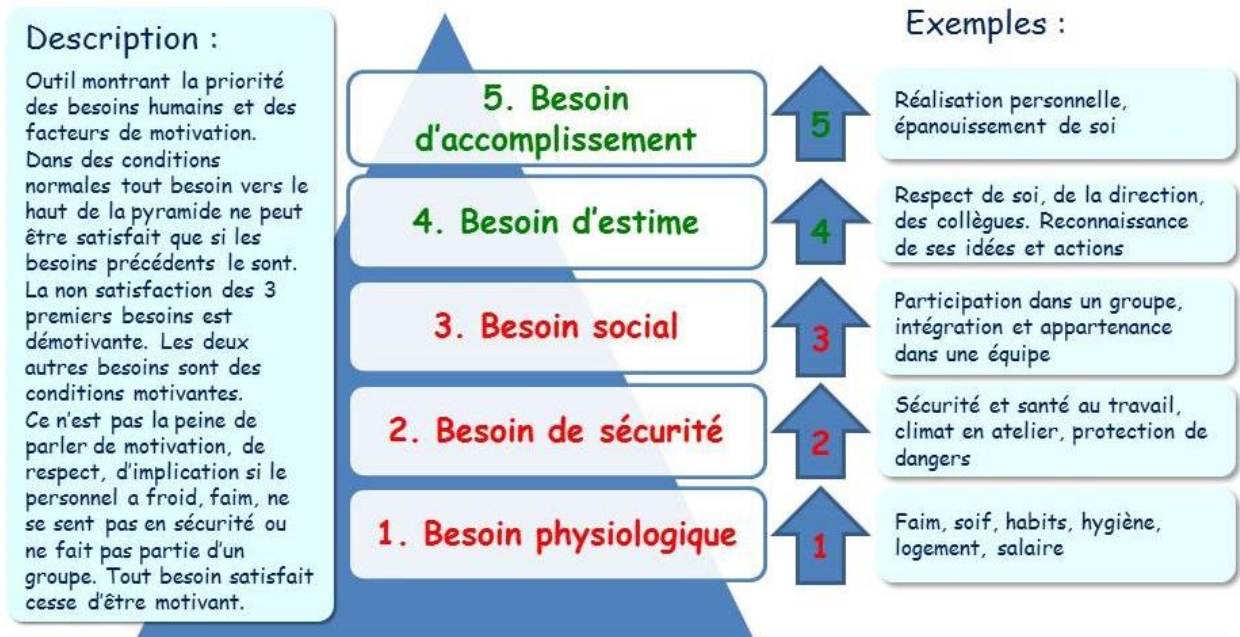 Description :
Outil montrant la priorité
des besoins humains et des
facteurs de motivation.
Dans des conditions
normales tout besoin vers le
haut de la pyramide ne peut
être satisfait que si les
besoins précédents le sont.
La non satisfaction des 3
premiers besoins est
démotivante. Les deux
autres besoins sont des
conditions motivantes.
Ce n'est pas la peine de
parler de motivation, de
respect, d'implication si le
personnel a froid, faim, ne
se sent pas en sécurité ou
ne fait pas partie d'un
groupe. Tout besoin satisfait
cesse d'être motivant.
5. Besoin
d'accomplissement
4. Besoin d'estime
3. Besoin social
2. Besoin de sécurité
1. Besoin physiologique
5
4
3
2
1
Exemples :
Réalisation personnelle,
épanouissement de soi
Respect de soi, de la direction,
des collègues. Reconnaissance
de ses idées et actions
Participation dans un groupe,
intégration et appartenance
dans une équipe
Sécurité et santé au travail,
climat en atelier, protection de
dangers
Faim, soif, habits, hygiène,
logement, salaire